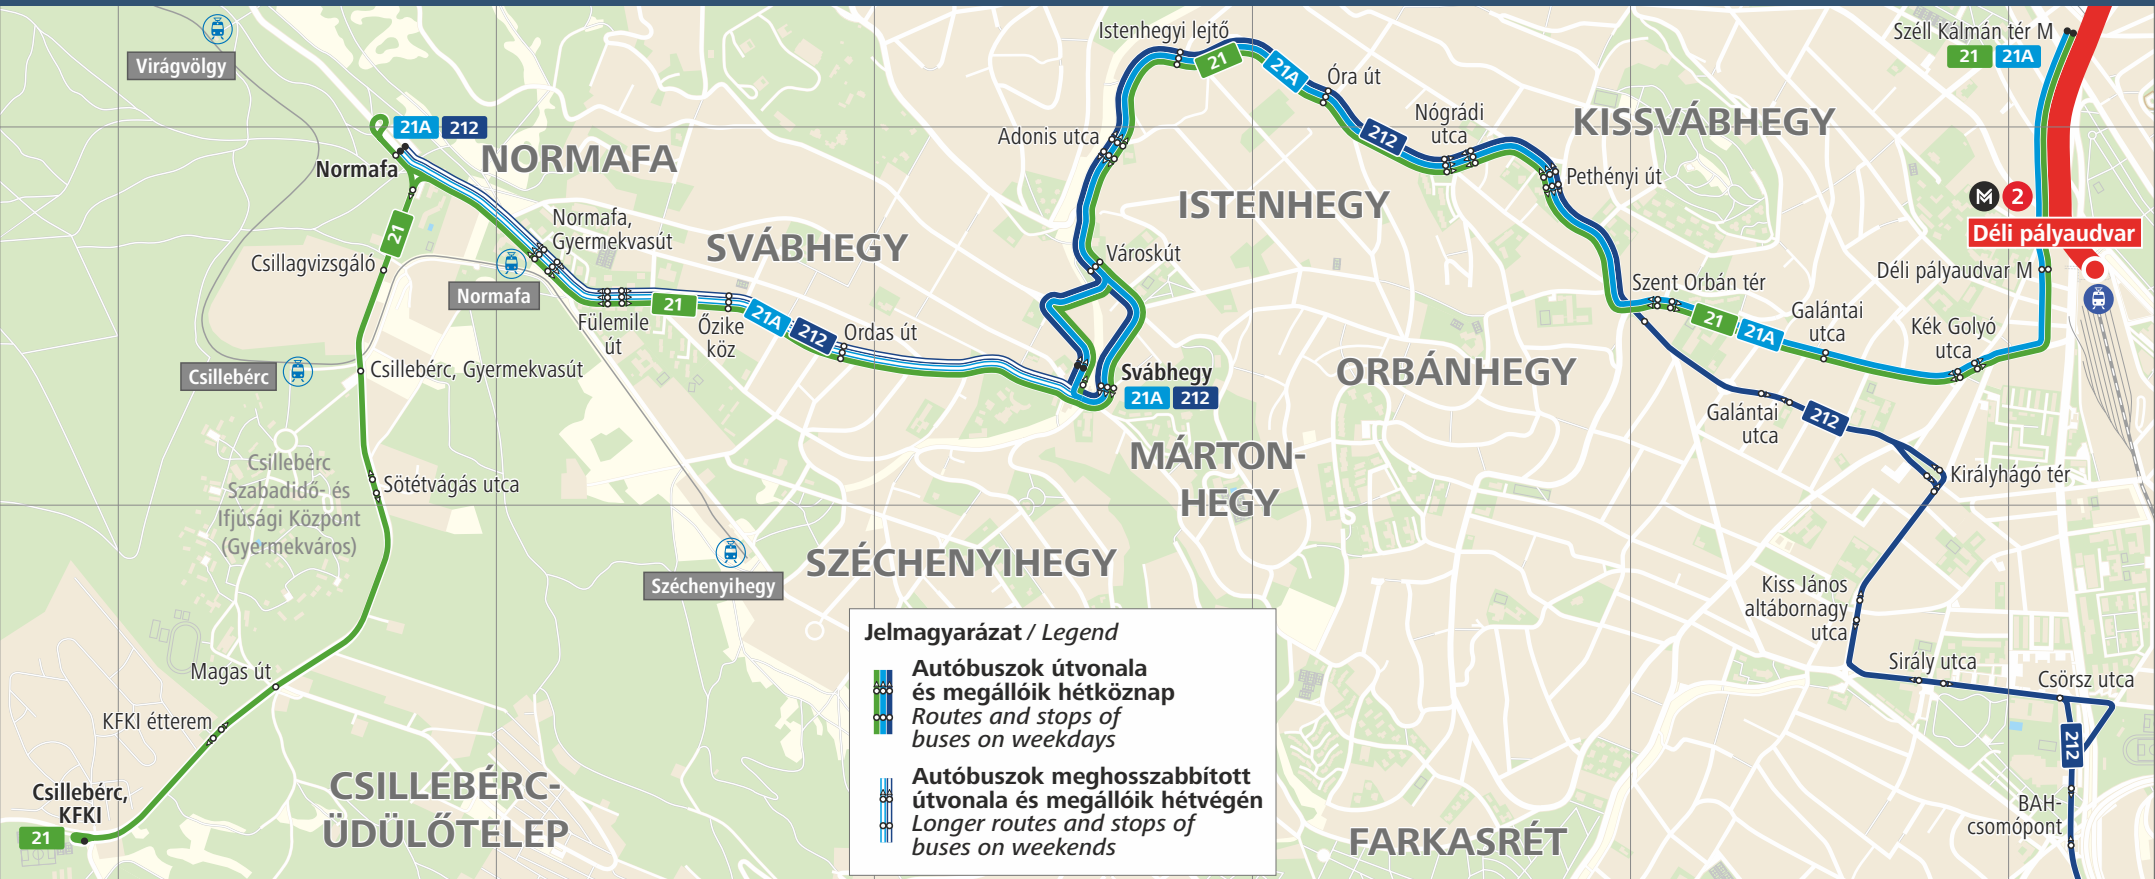 Virágvölgy
Istenhegyi lejtő
21
21A
Óra út
Széll Kálmán tér M
21 21A
21A 212
Normafa
NORMAFA
Adonis utca
212
Nógrádi
utca
KISSVÁBHEGY
Pethényi út
21
Csillagvizsgáló
Normafa,
Gyermekvasút
Normafa
SVÁBHEGY
ISTENHEGY
Városkút
M 2
Déli pályaudvar
Déli pályaudvar M
Fülemile
út
21
Őzike
köz
21A
212
Ordas út
Szent Orbán tér
21
21A
Galántai
utca
Kék Golyó
utca
Csillebérc
Csillebérc, Gyermekvasút
Svábhegy
21A 212
ORBÁNHEGY
Galántai
utca
212
Királyhágó tér
MÁRTON-
HEGY
Csillebérc
Szabadidő- és
Ifjúsági Központ
(Gyermekváros)
Sötétvágás utca
Széchenyihegy
SZÉCHENYIHEGY
Kiss János
altábornagy
utca
Sirály utca
Csörsz utca
212
BAH-
csomópont
Magas út
KFKI étterem
Csillebérc,
KFKI
21
CSILLEBÉRC-
ÜDÜLŐTELEP
Jelmagyarázat / Legend
Autóbuszok útvonala
és megállóik hétköznap
Routes and stops of
buses on weekdays
Autóbuszok meghosszabbított
útvonala és megállóik hétvégén
Longer routes and stops of
buses on weekends
FARKASRÉT